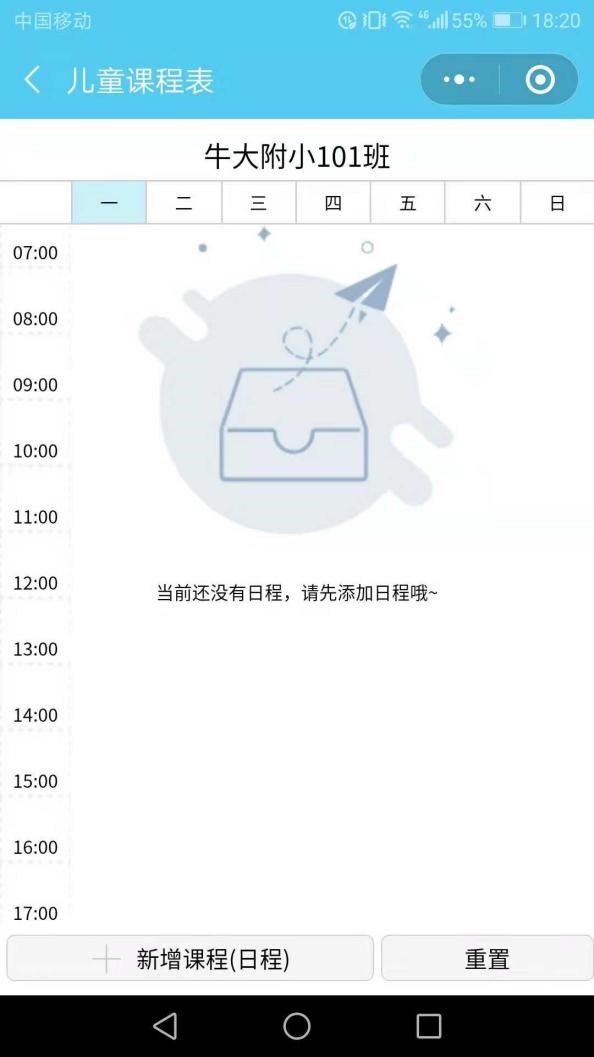 中国移动 4G 55% 18:20
儿童课程表
牛大附小101班
一 二 三 四 五 六 日
07:00
08:00
09:00
10:00
11:00
12:00
当前还没有日程，请先添加日程哦~
13:00
14:00
15:00
16:00
17:00
新增课程(日程) 重置